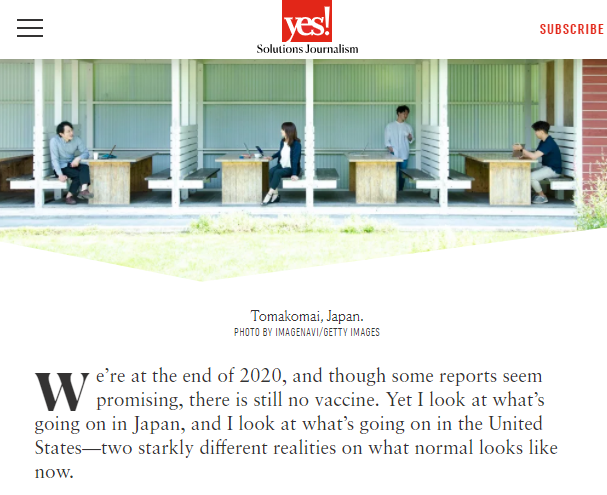 yes!
Solutions Journalism
SUBSCRIBE
Tomakomai, Japan.
PHOTO BY IMAGENAVI/GETTY IMAGES
We’re at the end of 2020, and though some reports seem
promising, there is still no vaccine. Yet I look at what’s
going on in Japan, and I look at what’s going on in the United
States—two starkly different realities on what normal looks like
now.